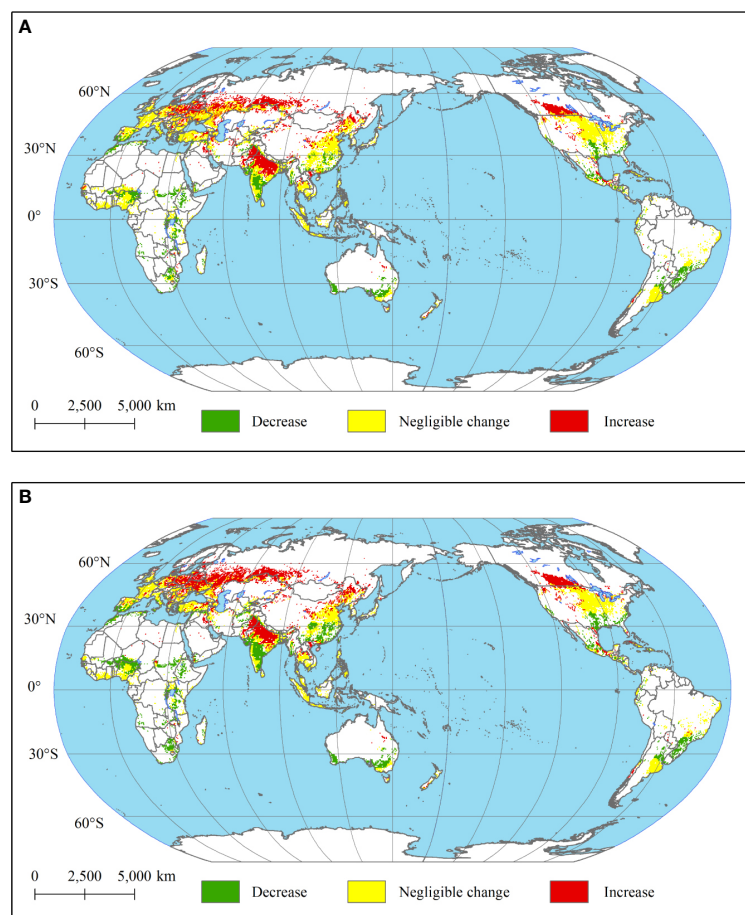 A
60°N
30°N
0°
30°S
60°S
0 2,500 5,000 km
Decrease Negligible change Increase
B
60°N
30°N
0°
30°S
60°S
0 2,500 5,000 km
Decrease Negligible change Increase